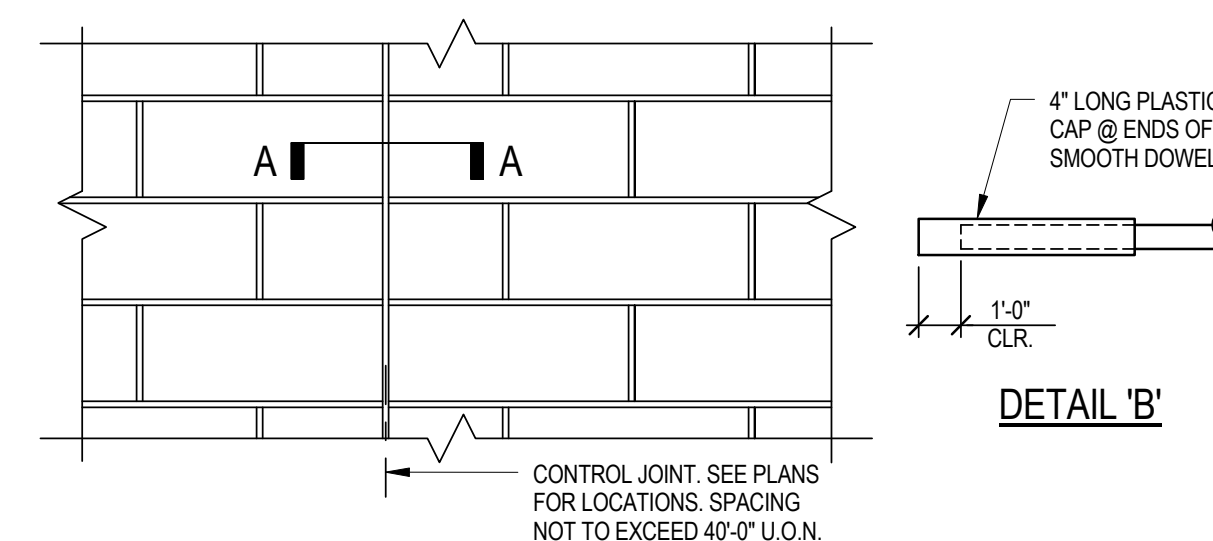 A A
CONTROL JOINT. SEE PLANS
FOR LOCATIONS. SPACING
NOT TO EXCEED 40'-0" U.O.N.
4" LONG PLASTIC
CAP @ ENDS OF
SMOOTH DOWEL
1'-0"
CLR.
DETAIL 'B'